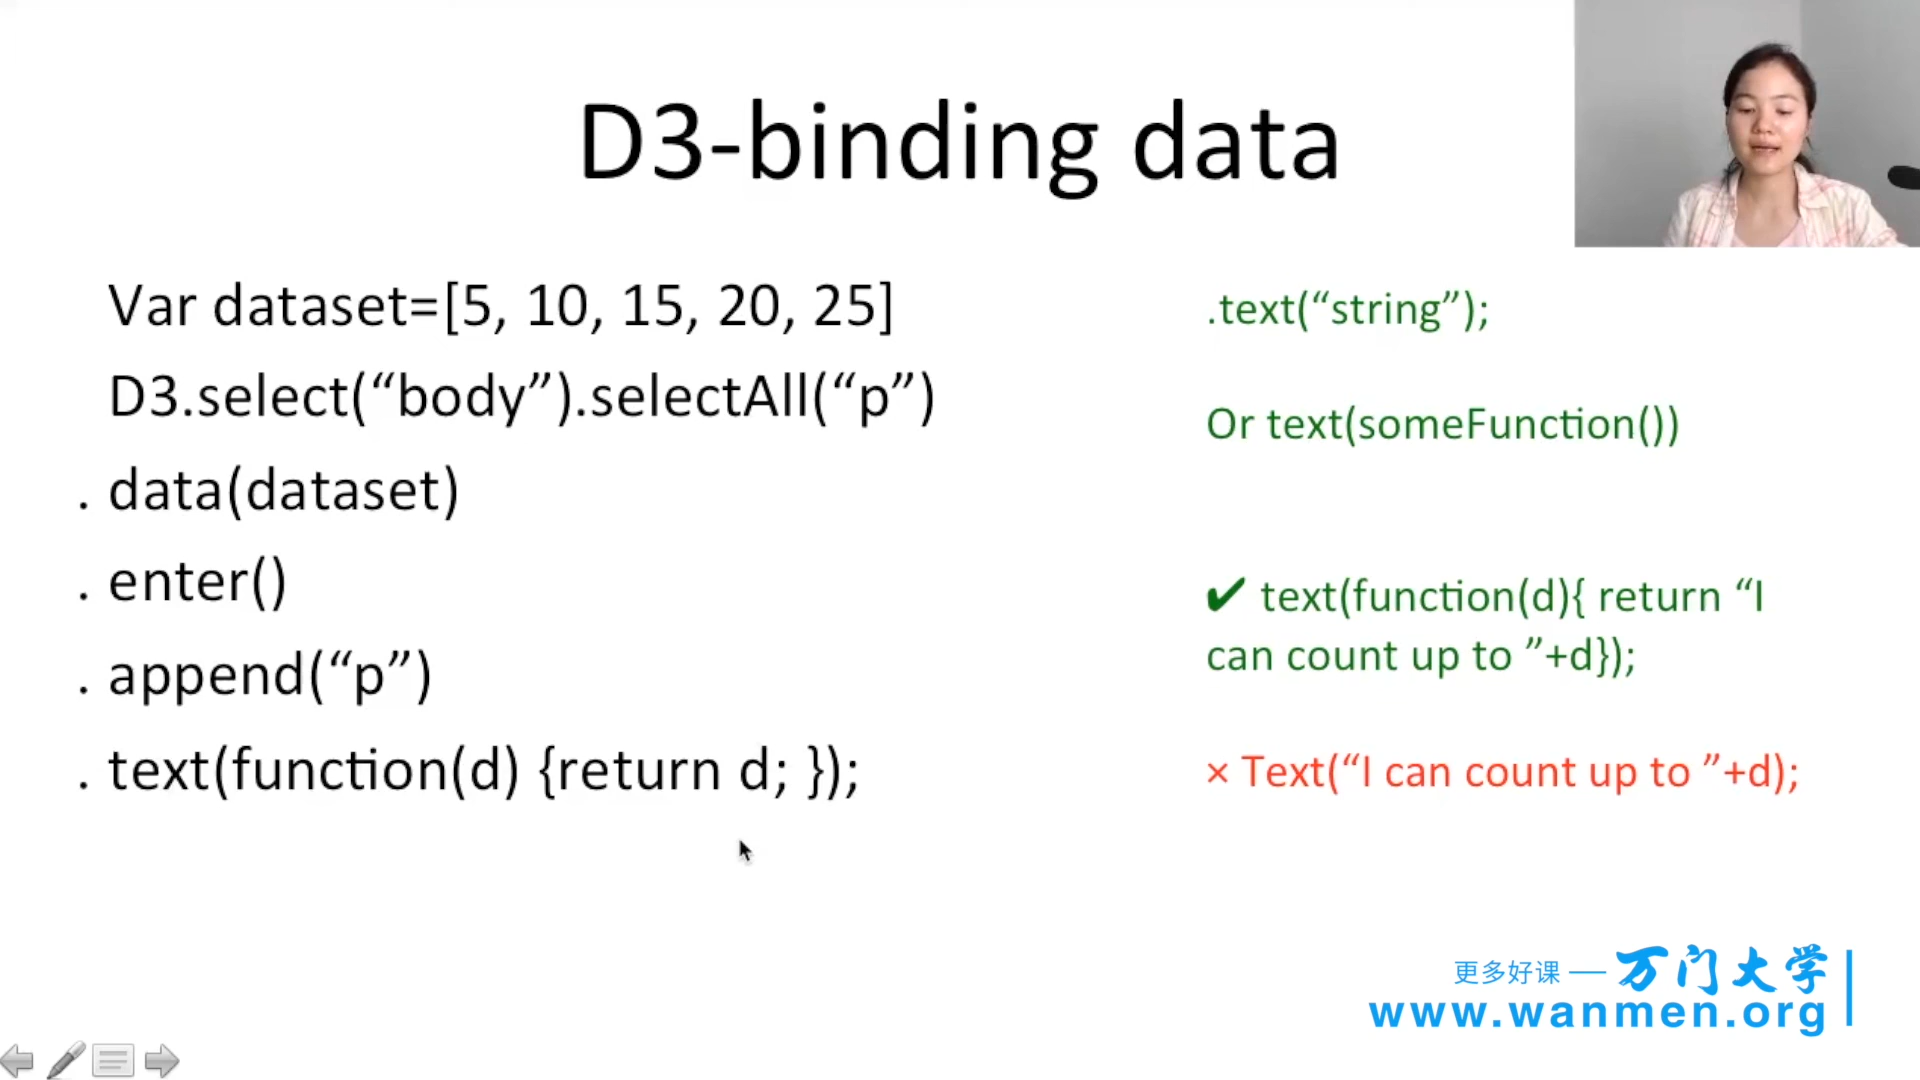 D3-binding data
Var dataset=[5, 10, 15, 20, 25]
D3.select(“body”).selectAll(“p”)
. data(dataset)
. enter()
. append(“p”)
. text(function(d) {return d; });
.text(“string”);
Or text(someFunction())
✔ text(function(d){ return “I
can count up to ”+d});
× Text(“I can count up to ”+d);
更多好课 — 万门大学
www.wanmen.org